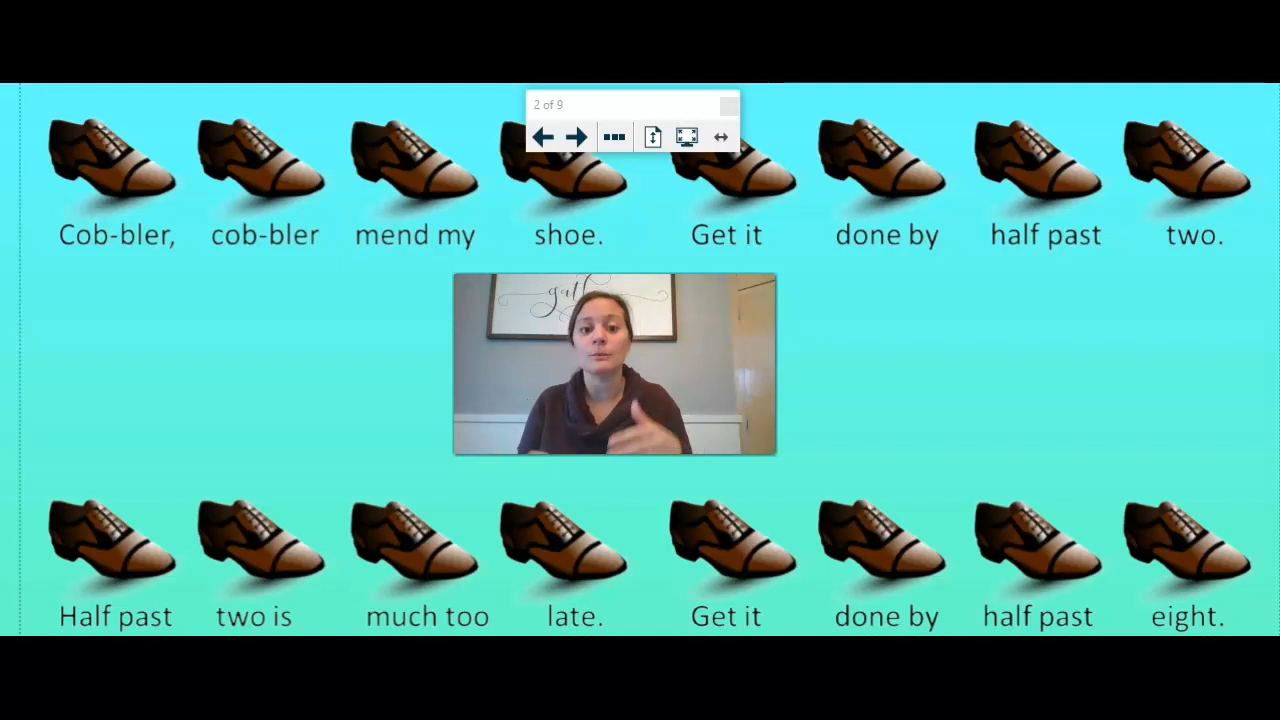 2 of 9
Cob-bler, cob-bler mend my shoe. Get it done by half past two.
Half past two is much too late. Get it done by half past eight.